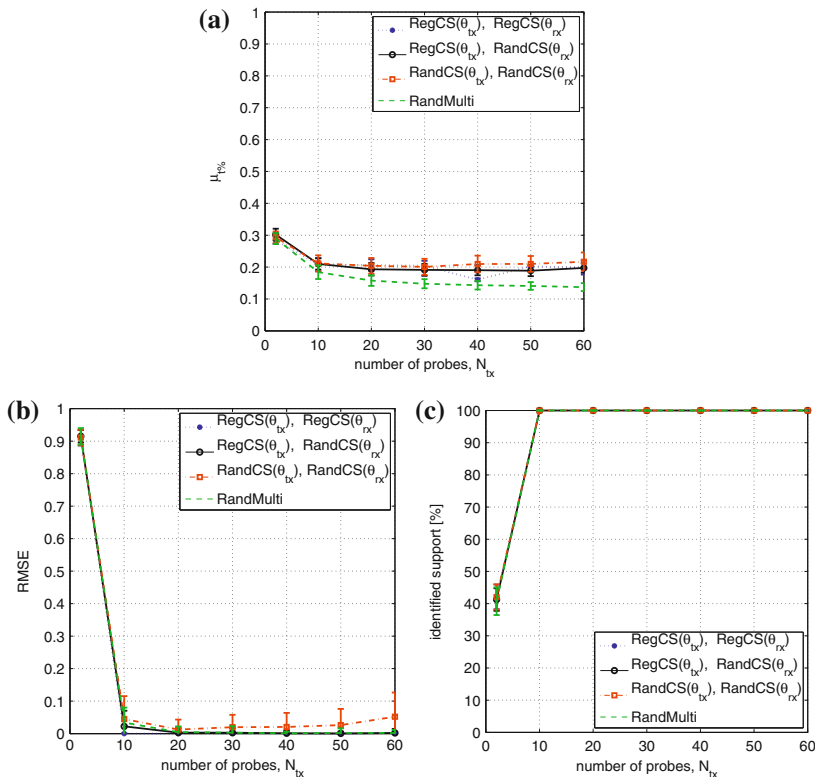 (a)
1
0.9
0.8
0.7
0.6
0.5
0.4
0.3
0.2
0.1
0
μt%
RegCS(θtx), RegCS(θrx)
RegCS(θtx), RandCS(θrx)
RandCS(θtx), RandCS(θrx)
RandMulti
0 10 20 30 40 50 60
number of probes, Ntx
(b)
1
0.9
0.8
0.7
0.6
0.5
0.4
0.3
0.2
0.1
0
RMSE
RegCS(θtx), RegCS(θrx)
RegCS(θtx), RandCS(θrx)
RandCS(θtx), RandCS(θrx)
RandMulti
0 10 20 30 40 50 60
number of probes, Ntx
(c)
100
90
80
70
60
50
40
30
20
10
0
identified support [%]
RegCS(θtx), RegCS(θrx)
RegCS(θtx), RandCS(θrx)
RandCS(θtx), RandCS(θrx)
RandMulti
0 10 20 30 40 50 60
number of probes, Ntx